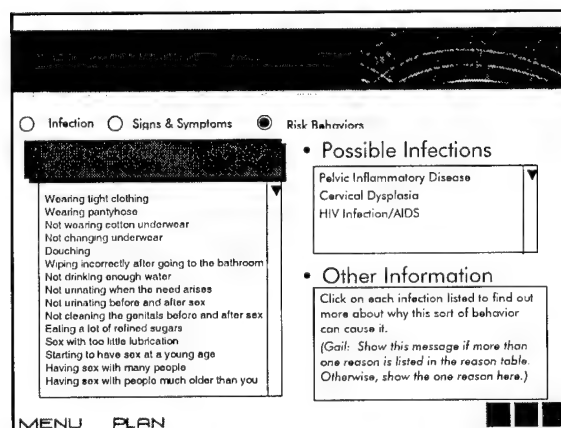 Infection Signs & Symptoms Risk Behaviors
Wearing tight clothing
Wearing pantyhose
Not wearing cotton underwear
Not changing underwear
Douching
Wiping incorrectly after going to the bathroom
Not drinking enough water
Not urinating when the need arises
Not urinating before and after sex
Not cleaning the genitals before and after sex
Eating a lot of refined sugars
Sex with too little lubrication
Starting to have sex at a young age
Having sex with many people
Having sex with people much older than you
• Possible Infections
Pelvic Inflammatory Disease
Cervical Dysplasia
HIV Infection/AIDS
• Other Information
Click on each infection listed to find out
more about why this sort of behavior
can cause it.
(Gail: Show this message if more than
one reason is listed in the reason table.
Otherwise, show the one reason here.)
MENU PLAN